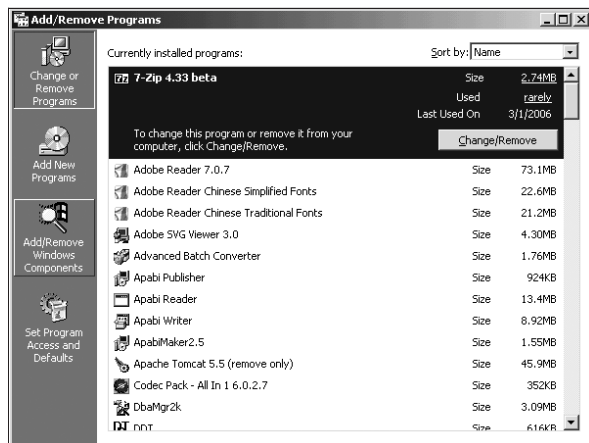 Add/Remove Programs
Change or
Remove
Programs
Add New
Programs
Add/Remove
Windows
Components
Set Program
Access and
Defaults
Currently installed programs:
Sort by: Name
7-Zip 4.33 beta Size 2.74MB
Used rarely
Last Used On 3/1/2006
To change this program or remove it from your
computer, click Change/Remove.
Change/Remove
Adobe Reader 7.0.7 Size 73.1MB
Adobe Reader Chinese Simplified Fonts Size 22.6MB
Adobe Reader Chinese Traditional Fonts Size 21.2MB
Adobe SVG Viewer 3.0 Size 4.30MB
Advanced Batch Converter Size 1.76MB
Apabi Publisher Size 924KB
Apabi Reader Size 13.4MB
Apabi Writer Size 8.92MB
ApabiMaker2.5 Size 1.55MB
Apache Tomcat 5.5 (remove only) Size 45.9MB
Codec Pack - All In 1 6.0.2.7 Size 352KB
DbaMgr2k Size 3.09MB
DDT Size 616KB